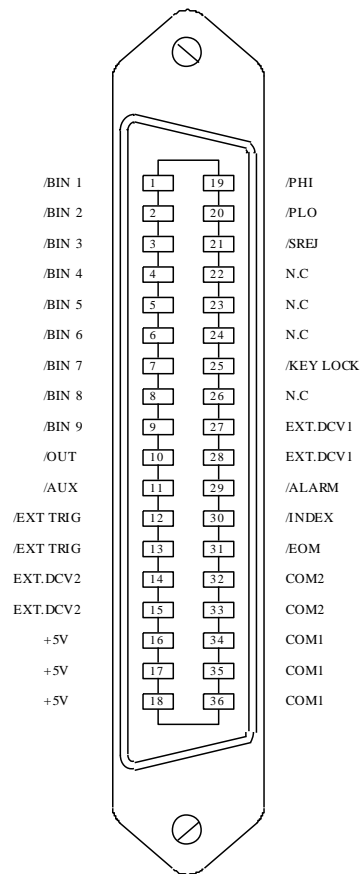 /BIN 1 1 19 /PHI
/BIN 2 2 20 /PLO
/BIN 3 3 21 /SREJ
/BIN 4 4 22 N.C
/BIN 5 5 23 N.C
/BIN 6 6 24 N.C
/BIN 7 7 25 /KEY LOCK
/BIN 8 8 26 N.C
/BIN 9 9 27 EXT.DCV1
/OUT 10 28 EXT.DCV1
/AUX 11 29 /ALARM
/EXT TRIG 12 30 /INDEX
/EXT TRIG 13 31 /EOM
EXT.DCV2 14 32 COM2
EXT.DCV2 15 33 COM2
+5V 16 34 COM1
+5V 17 35 COM1
+5V 18 36 COM1